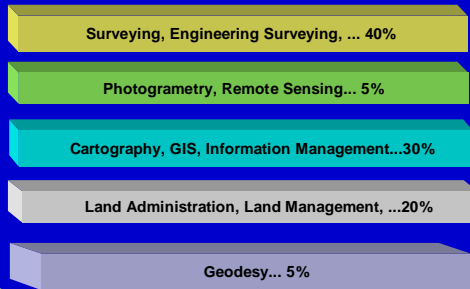 Surveying, Engineering Surveying, ... 40%
Photogrametry, Remote Sensing... 5%
Cartography, GIS, Information Management...30%
Land Administration, Land Management, ...20%
Geodesy... 5%